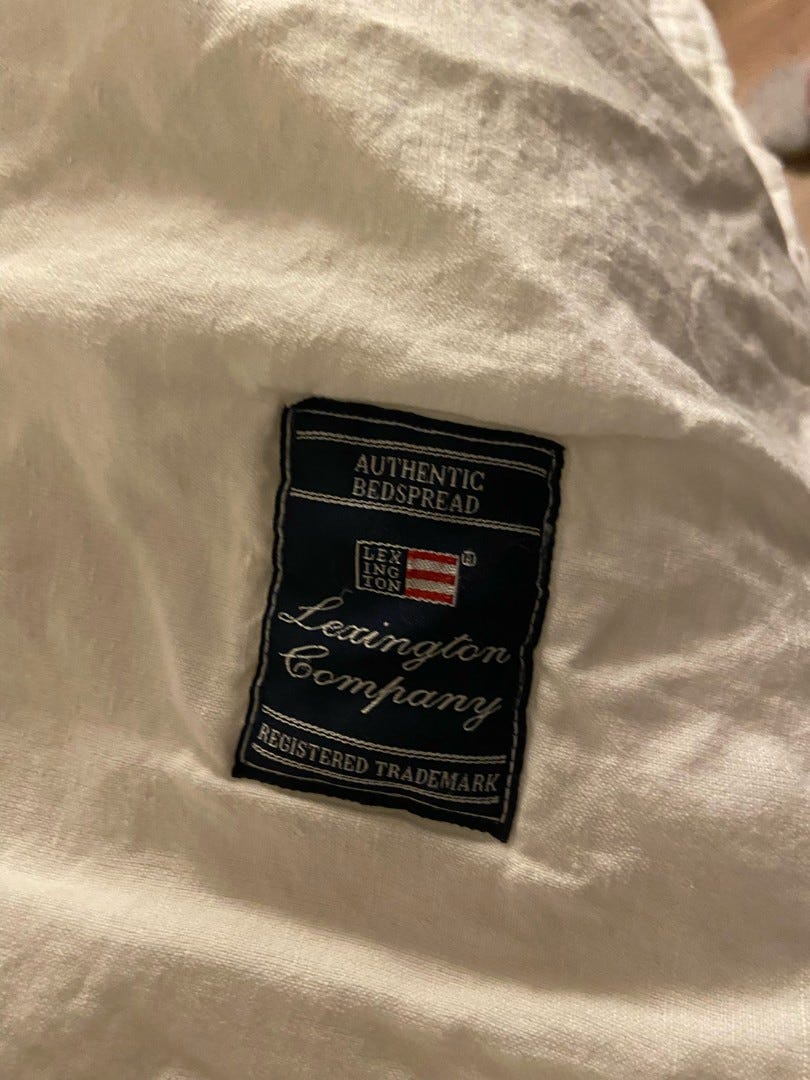 AUTHENTIC
BEDSPREAD
LEX
ING
TON
®
Lexington
Company
REGISTERED TRADEMARK